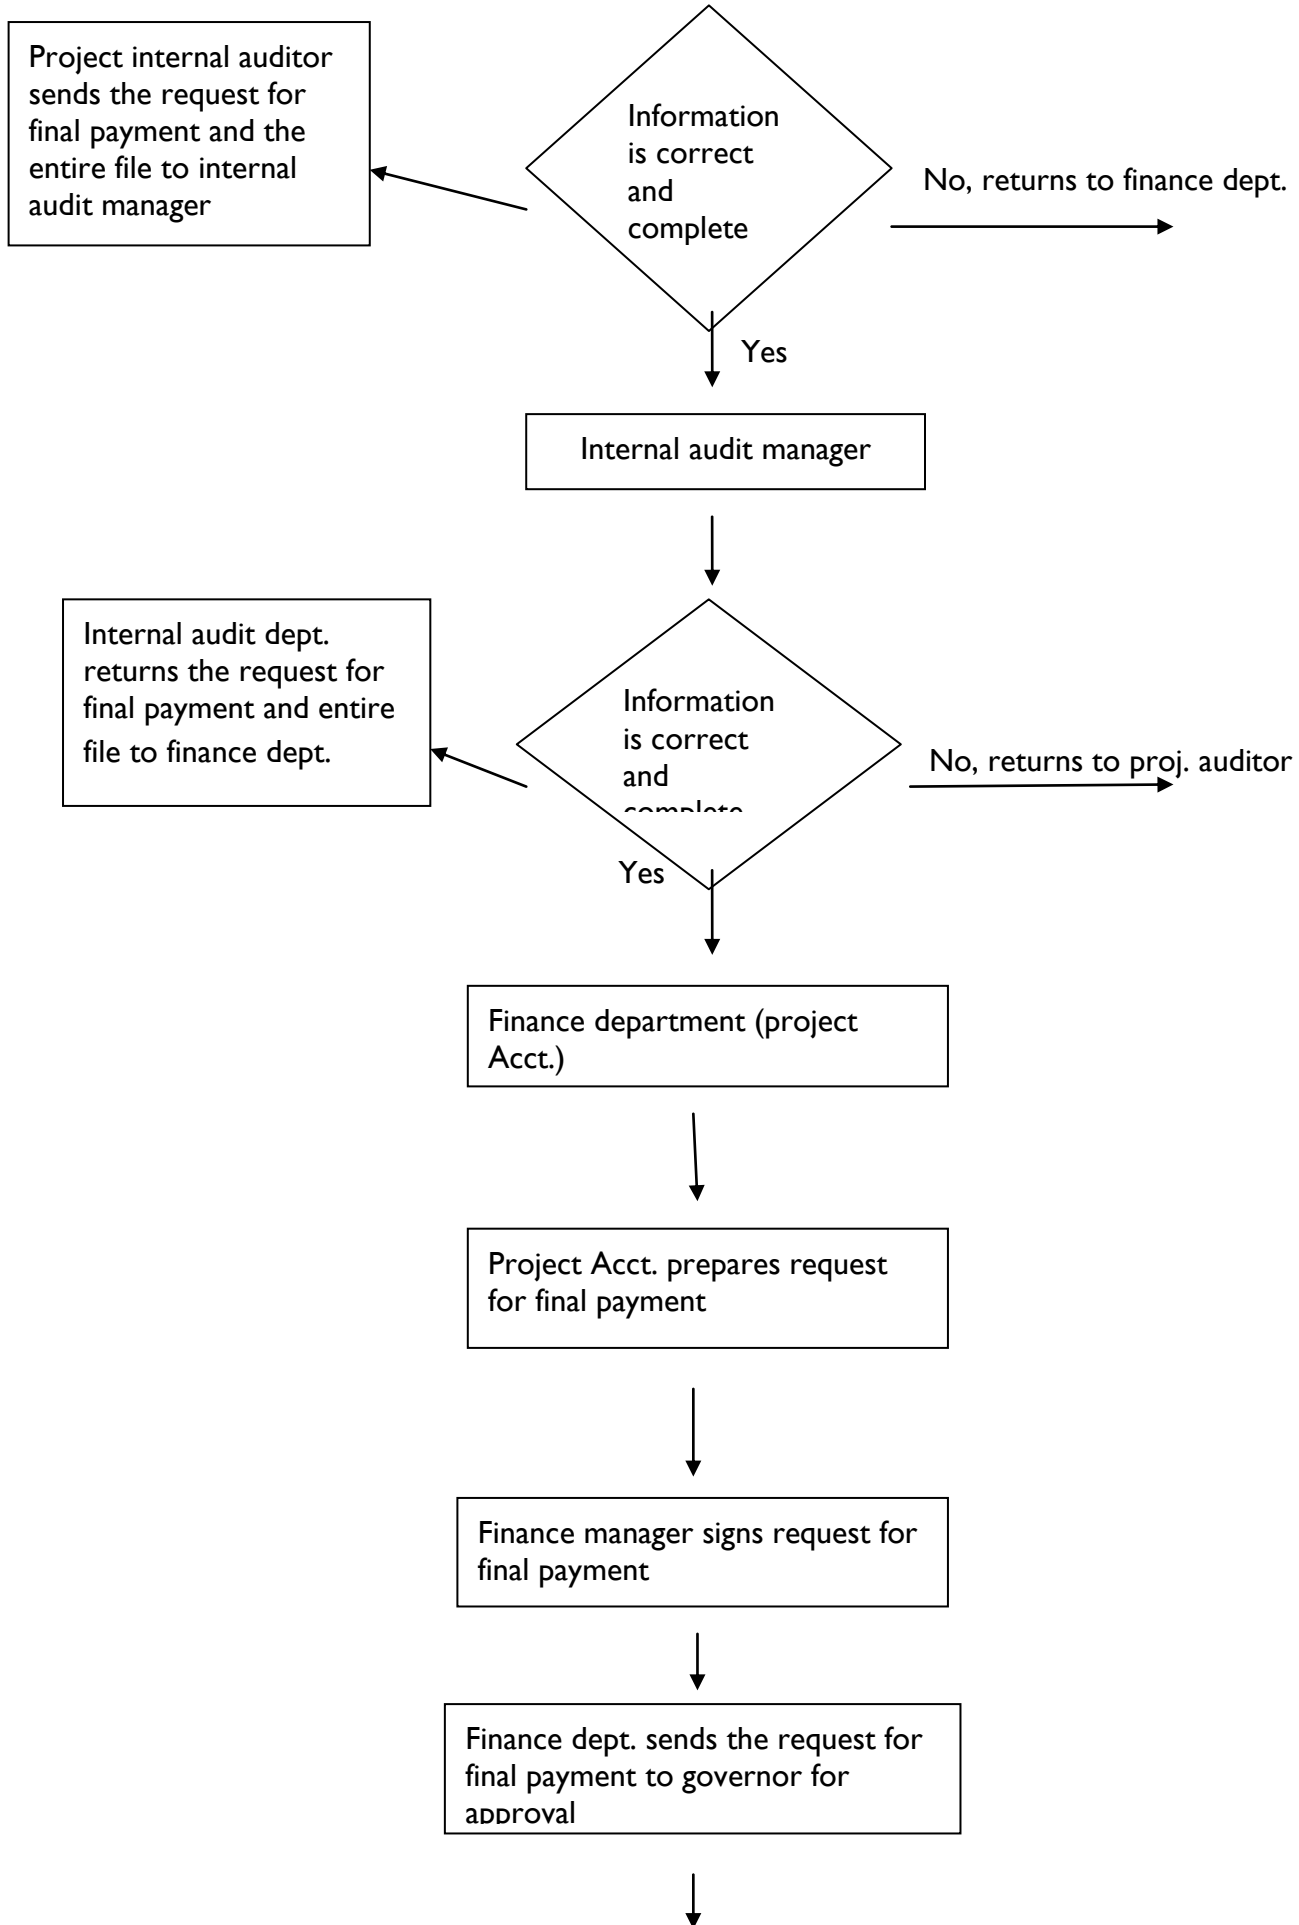 Project internal auditor
sends the request for
final payment and the
entire file to internal
audit manager
Information
is correct
and
complete
No, returns to finance dept.
Yes
Internal audit manager
Internal audit dept.
returns the request for
final payment and entire
file to finance dept.
Information
is correct
and
complete
No, returns to proj. auditor
Yes
Finance department (project
Acct.)
Project Acct. prepares request
for final payment
Finance manager signs request for
final payment
Finance dept. sends the request for
final payment to governor for
approval